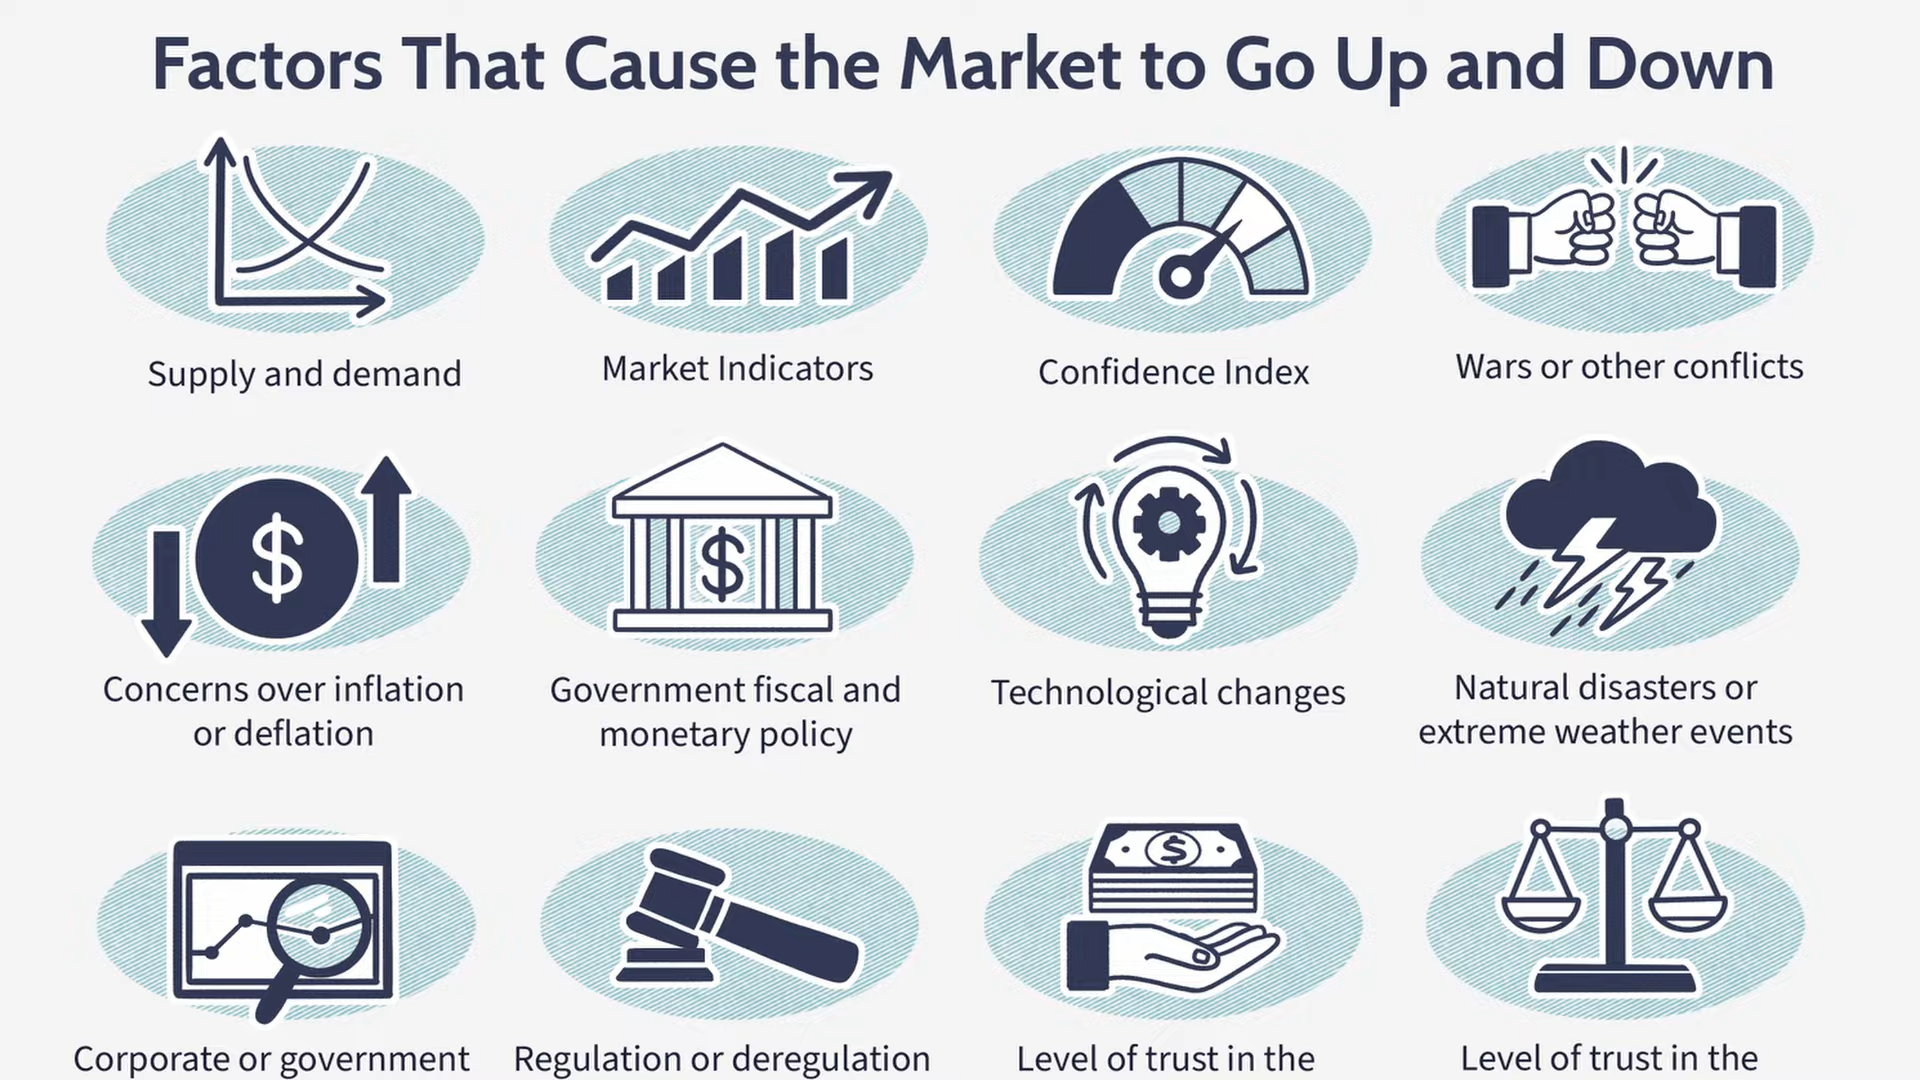 Factors That Cause the Market to Go Up and Down
Supply and demand
Market Indicators
Confidence Index
Wars or other conflicts
$
Concerns over inflation
or deflation
$
Government fiscal and
monetary policy
Technological changes
Natural disasters or
extreme weather events
Corporate or government
Regulation or deregulation
$
Level of trust in the
Level of trust in the